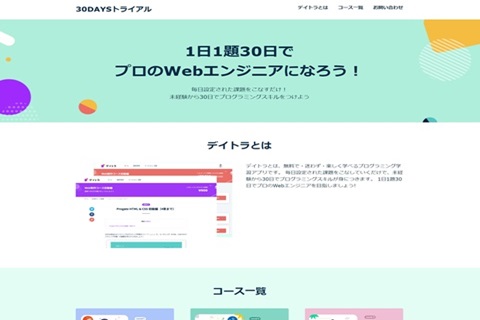 30DAYSトライアル
デイトラとは コース一覧 お問い合わせ
1日1題30日で
プロのWebエンジニアになろう！
毎日設定された課題をこなすだけ！
未経験から30日でプログラミングスキルをつけよう
デイトラとは
デイトラは、無料で・迷わず・楽しく学べるプログラミング学
習アプリです。 毎日設定された課題をこなしていくだけで、未経
験から30日でプログラミングスキルが身につきます。 1日1題30
日でプロのWebエンジニアを目指しましょう!
コース一覧